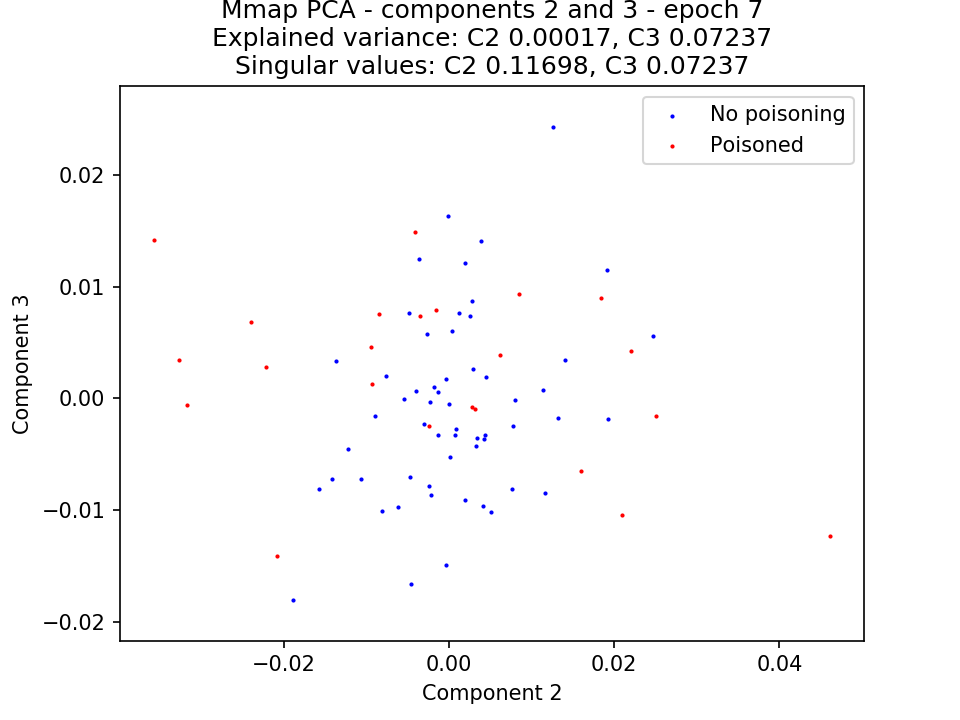 Mmap PCA - components 2 and 3 - epoch 7
Explained variance: C2 0.00017, C3 0.07237
Singular values: C2 0.11698, C3 0.07237
No poisoning
Poisoned
0.02
0.01
0.00
−0.01
−0.02
Component 3
−0.02
0.00
0.02
0.04
Component 2